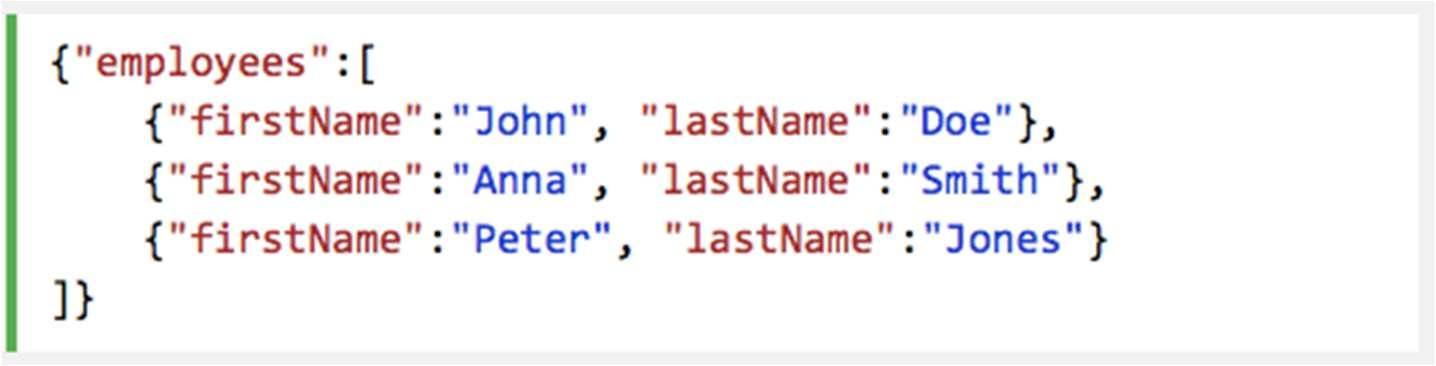 {"employees":[
    {"firstName":"John", "lastName":"Doe"},
    {"firstName":"Anna", "lastName":"Smith"},
    {"firstName":"Peter", "lastName":"Jones"}
]}